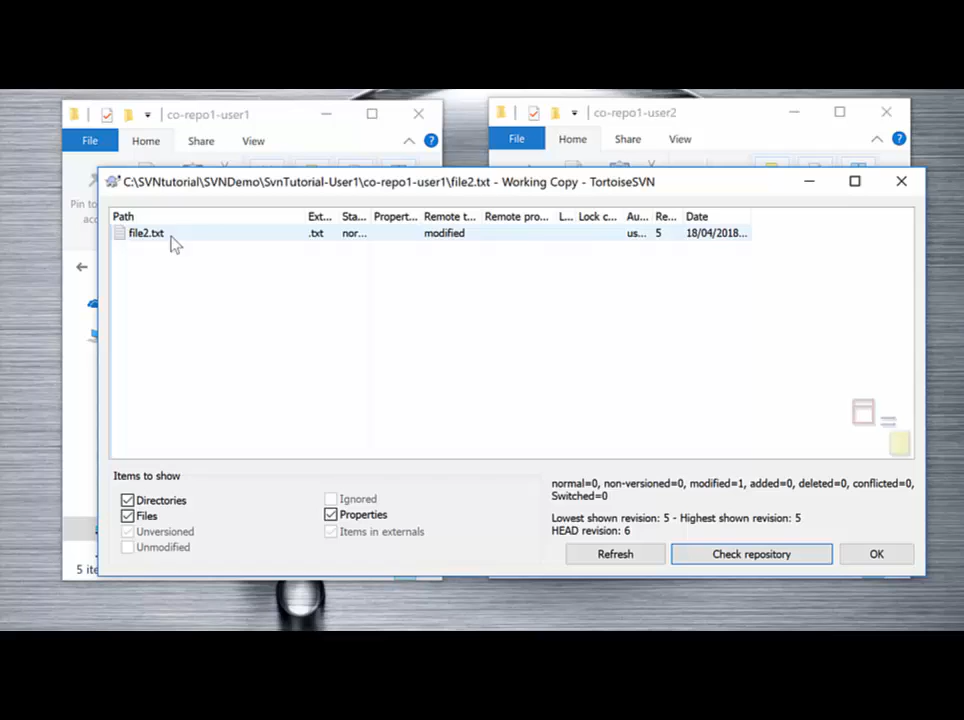 co-repo1-user1
co-repo1-user2
File Home Share View
File Home Share View
Pin to
C:\SVNtutorial\SVNDemo\SvnTutorial-User1\co-repo1-user1\file2.txt - Working Copy - TortoiseSVN
Path Ext... Sta... Propert... Remote t... Remote pro... L... Lock c... Au... Re... Date
file2.txt .txt nor... modified us... 5 18/04/2018...
Items to show
Directories
Files
Unversioned
Unmodified
Ignored
Properties
Items in externals
normal=0, non-versioned=0, modified=1, added=0, deleted=0, conflicted=0,
Switched=0
Lowest shown revision: 5 - Highest shown revision: 5
HEAD revision: 6
Refresh Check repository OK
5 ite